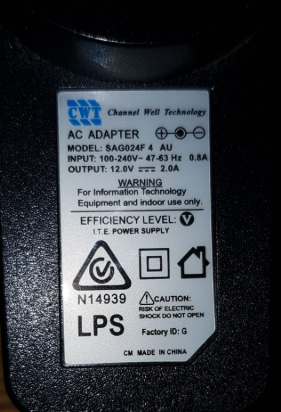 CWT Channel Well Technology
AC ADAPTER
MODEL: SAG024F 4 AU
INPUT: 100-240V~ 47-63 Hz 0.8A
OUTPUT: 12.0V 2.0A
WARNING
For Information Technology
Equipment and indoor use only.
EFFICIENCY LEVEL: V
I.T.E. POWER SUPPLY
N14939
CAUTION:
RISK OF ELECTRIC
SHOCK DO NOT OPEN
LPS
Factory ID: G
CM MADE IN CHINA